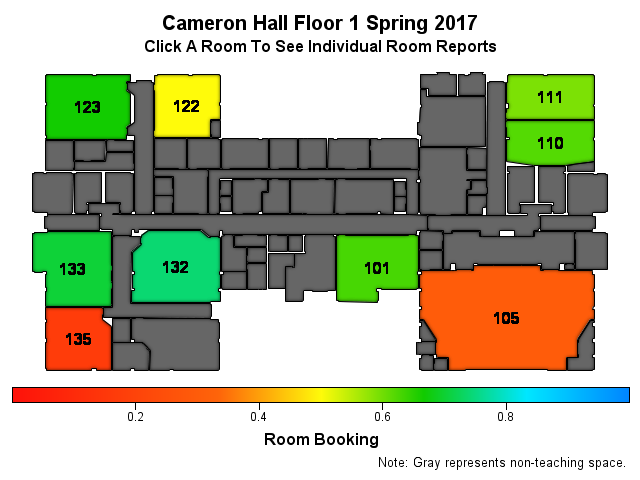 Cameron Hall Floor 1 Spring 2017
Click A Room To See Individual Room Reports
123
122
111
110
133
132
101
135
105
0.2 0.4 0.6 0.8
Room Booking
Note: Gray represents non-teaching space.